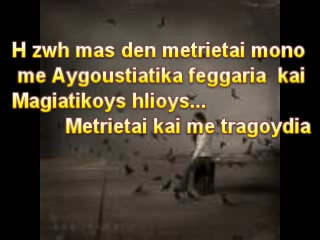 H zwh mas den metrietai mono
me Aygoustiatika feggaria kai
Magiatikoys hlioys...
Metrietai kai me tragoydia